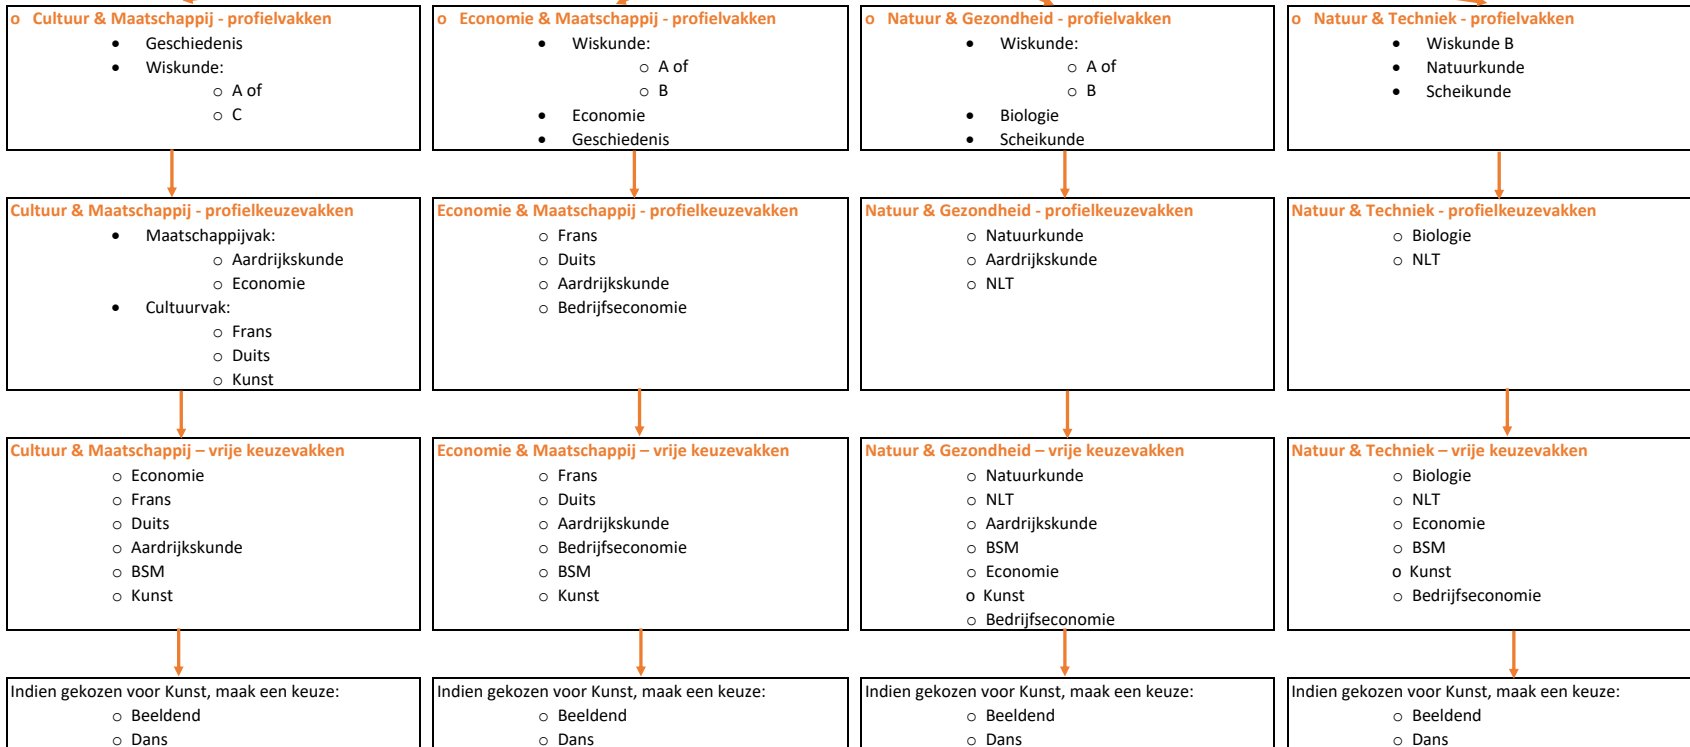 o Cultuur & Maatschappij - profielvakken
• Geschiedenis
• Wiskunde:
o A of
o C
o Economie & Maatschappij - profielvakken
• Wiskunde:
o A of
o B
• Economie
• Geschiedenis
o Natuur & Gezondheid - profielvakken
• Wiskunde:
o A of
o B
• Biologie
• Scheikunde
o Natuur & Techniek - profielvakken
• Wiskunde B
• Natuurkunde
• Scheikunde
Cultuur & Maatschappij - profielkeuzevakken
• Maatschappijvak:
o Aardrijkskunde
o Economie
• Cultuurvak:
o Frans
o Duits
o Kunst
Economie & Maatschappij - profielkeuzevakken
o Frans
o Duits
o Aardrijkskunde
o Bedrijfseconomie
Natuur & Gezondheid - profielkeuzevakken
o Natuurkunde
o Aardrijkskunde
o NLT
Natuur & Techniek - profielkeuzevakken
o Biologie
o NLT
Cultuur & Maatschappij – vrije keuzevakken
o Economie
o Frans
o Duits
o Aardrijkskunde
o BSM
o Kunst
Economie & Maatschappij – vrije keuzevakken
o Frans
o Duits
o Aardrijkskunde
o Bedrijfseconomie
o BSM
o Kunst
Natuur & Gezondheid – vrije keuzevakken
o Natuurkunde
o NLT
o Aardrijkskunde
o BSM
o Economie
o Kunst
o Bedrijfseconomie
Natuur & Techniek – vrije keuzevakken
o Biologie
o NLT
o Economie
o BSM
o Kunst
o Bedrijfseconomie
Indien gekozen voor Kunst, maak een keuze:
o Beeldend
o Dans
Indien gekozen voor Kunst, maak een keuze:
o Beeldend
o Dans
Indien gekozen voor Kunst, maak een keuze:
o Beeldend
o Dans
Indien gekozen voor Kunst, maak een keuze:
o Beeldend
o Dans